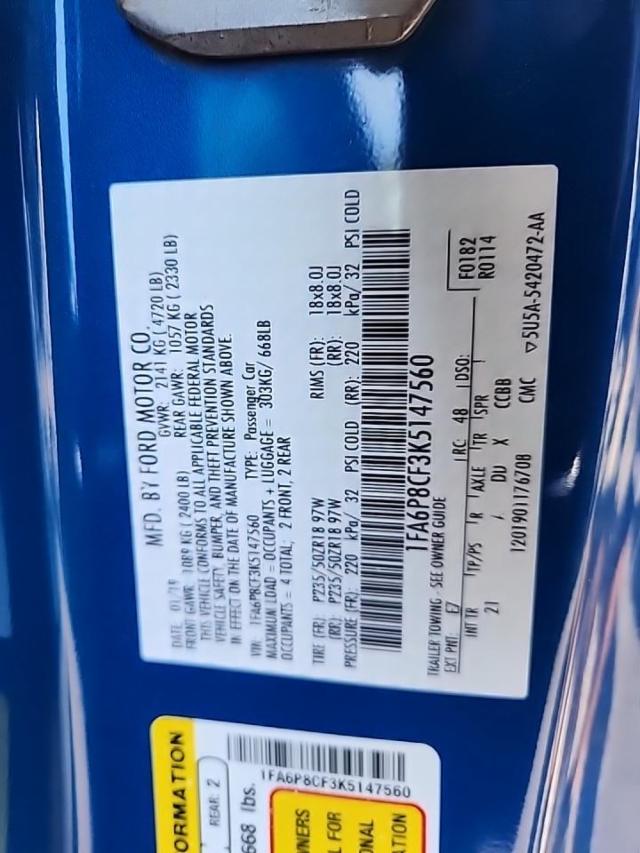 MFD. BY FORD MOTOR CO.
DATE: 01/19 GVWR: 2141 KG ( 4720 LB)
FRONT GAWR: 1089 KG ( 2400 LB) REAR GAWR: 1057 KG ( 2330 LB)
THIS VEHICLE CONFORMS TO ALL APPLICABLE FEDERAL MOTOR
VEHICLE SAFETY, BUMPER, AND THEFT PREVENTION STANDARDS
IN EFFECT ON THE DATE OF MANUFACTURE SHOWN ABOVE.
VIN: 1FA6P8CF3K5147560 TYPE: Passenger Car
MAXIMUM LOAD = OCCUPANTS + LUGGAGE = 303KG/ 668LB
OCCUPANTS = 4 TOTAL; 2 FRONT, 2 REAR
TIRE (FR): P235/50ZR18 97W RIMS (FR): 18x8.0J
(RR): P235/50ZR18 97W (RR): 18x8.0J
PRESSURE (FR): 220 kPa/ 32 PSI COLD (RR): 220 kPa/ 32 PSI COLD
1FA6P8CF3K5147560
TRAILER TOWING - SEE OWNER GUIDE
EXT PNT: E7 RC: 48 DSO: F0182
INT TR TP/PS R AXLE TR SPR R0114
21 / DU X CCBB
120190117670B CMC ▽5U5A-5420472-AA
ORMATION
REAR: 2
668 lbs.
1FA6P8CF3K5147560
WNERS
L FOR
ONAL
ATION